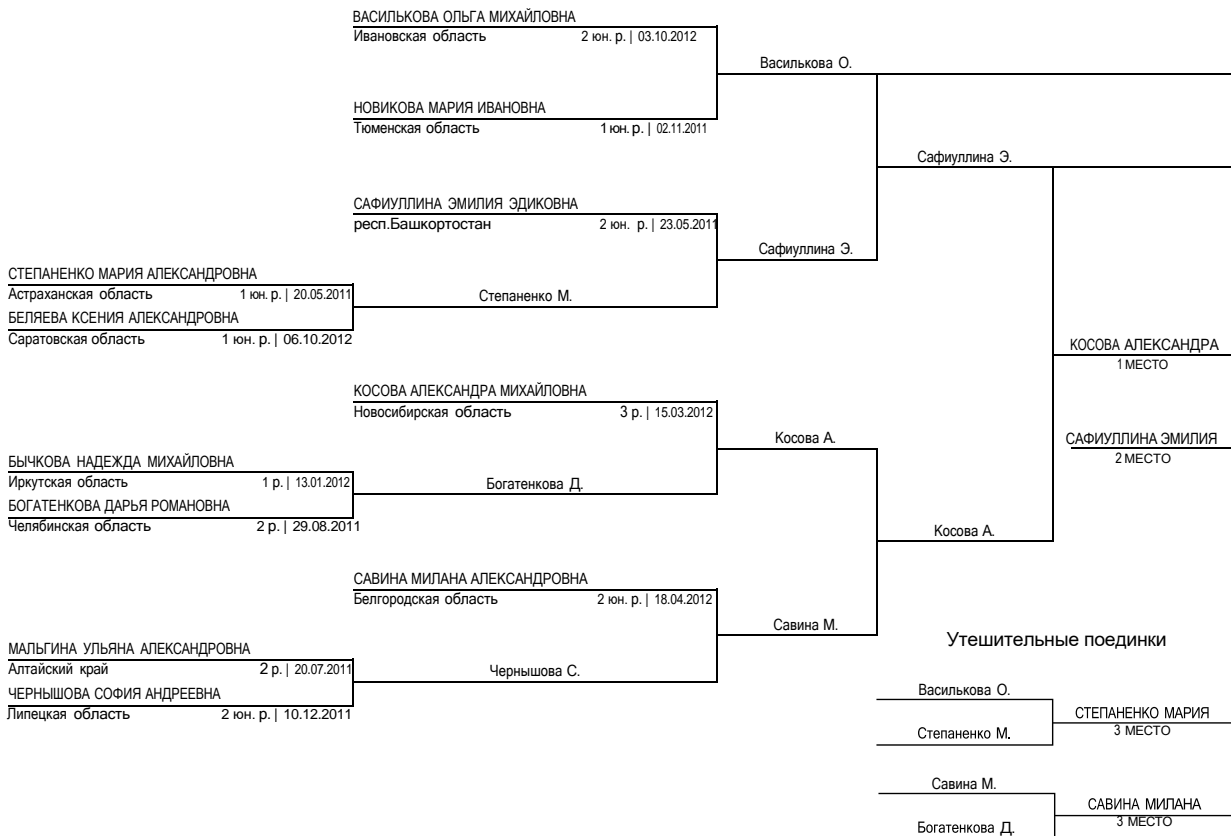 ВАСИЛЬКОВА ОЛЬГА МИХАЙЛОВНА
Ивановская область 2 юн. р. | 03.10.2012
Василькова О.
НОВИКОВА МАРИЯ ИВАНОВНА
Тюменская область 1 юн. р. | 02.11.2011
Сафиуллина Э.
САФИУЛЛИНА ЭМИЛИЯ ЭДИКОВНА
респ.Башкортостан 2 юн. р. | 23.05.2011
Сафиуллина Э.
СТЕПАНЕНКО МАРИЯ АЛЕКСАНДРОВНА
Астраханская область 1 юн. р. | 20.05.2011
Степаненко М.
БЕЛЯЕВА КСЕНИЯ АЛЕКСАНДРОВНА
Саратовская область 1 юн. р. | 06.10.2012
КОСОВА АЛЕКСАНДРА
1 МЕСТО
КОСОВА АЛЕКСАНДРА МИХАЙЛОВНА
Новосибирская область 3 р. | 15.03.2012
Косова А.
САФИУЛЛИНА ЭМИЛИЯ
2 МЕСТО
БЫЧКОВА НАДЕЖДА МИХАЙЛОВНА
Иркутская область 1 р. | 13.01.2012
Богатенкова Д.
БОГАТЕНКОВА ДАРЬЯ РОМАНОВНА
Челябинская область 2 р. | 29.08.2011
Косова А.
САВИНА МИЛАНА АЛЕКСАНДРОВНА
Белгородская область 2 юн. р. | 18.04.2012
Савина М.
Утешительные поединки
МАЛЬГИНА УЛЬЯНА АЛЕКСАНДРОВНА
Алтайский край 2 р. | 20.07.2011
Чернышова С.
ЧЕРНЫШОВА СОФИЯ АНДРЕЕВНА
Липецкая область 2 юн. р. | 10.12.2011
Василькова О.
СТЕПАНЕНКО МАРИЯ
3 МЕСТО
Степаненко М.
Савина М.
САВИНА МИЛАНА
3 МЕСТО
Богатенкова Д.